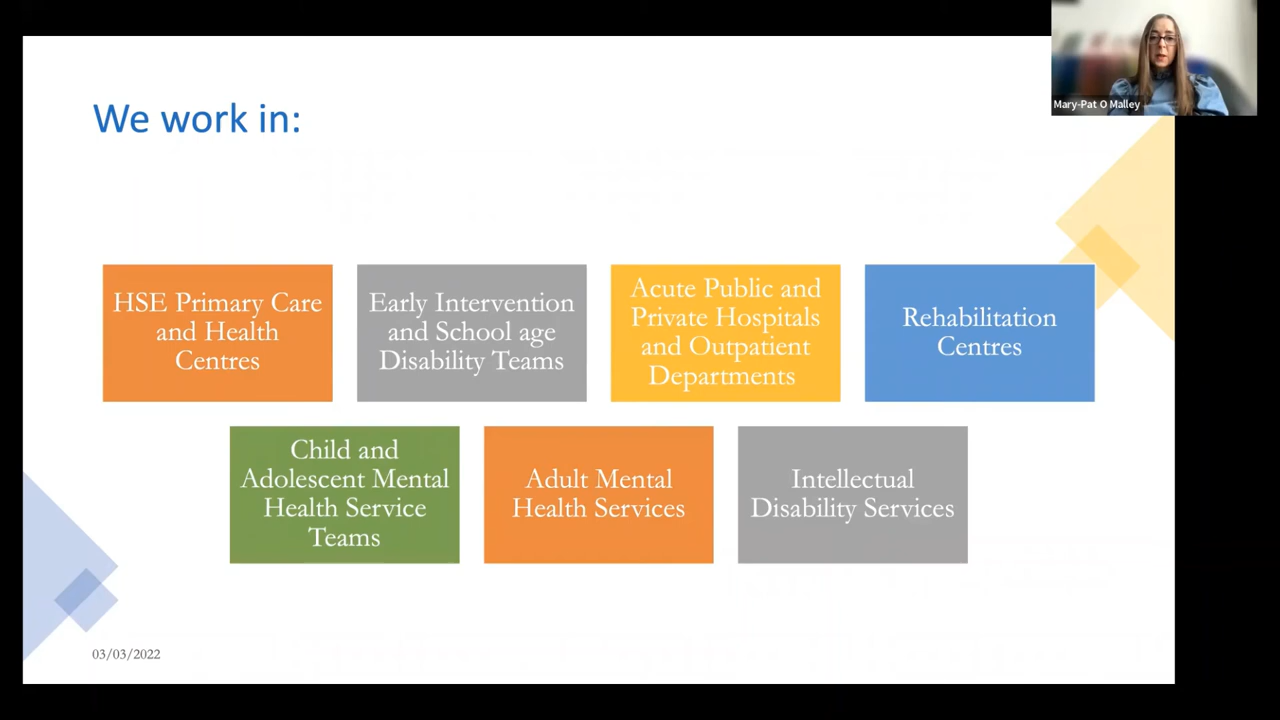 Mary-Pat O Malley
We work in:
HSE Primary Care
and Health
Centres
Early Intervention
and School age
Disability Teams
Acute Public and
Private Hospitals
and Outpatient
Departments
Rehabilitation
Centres
Child and
Adolescent Mental
Health Service
Teams
Adult Mental
Health Services
Intellectual
Disability Services
03/03/2022